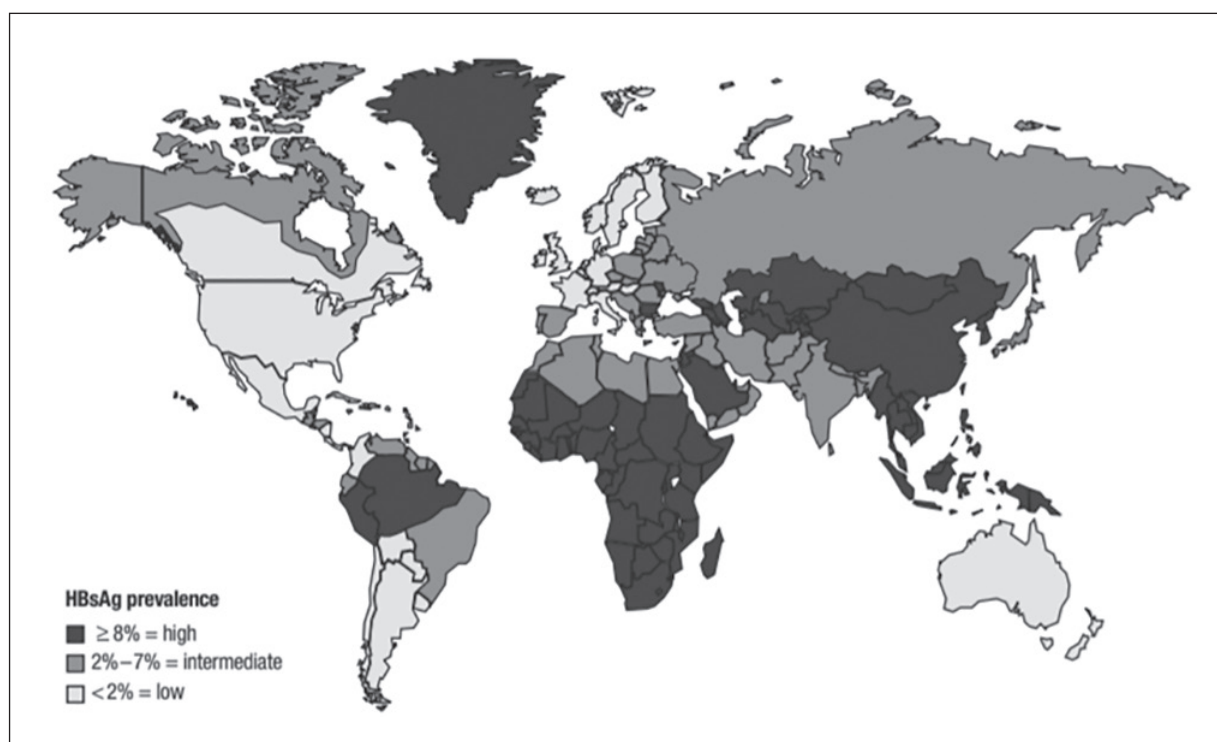 HBsAg prevalence
≥ 8% = high
2%–7% = intermediate
<2% = low